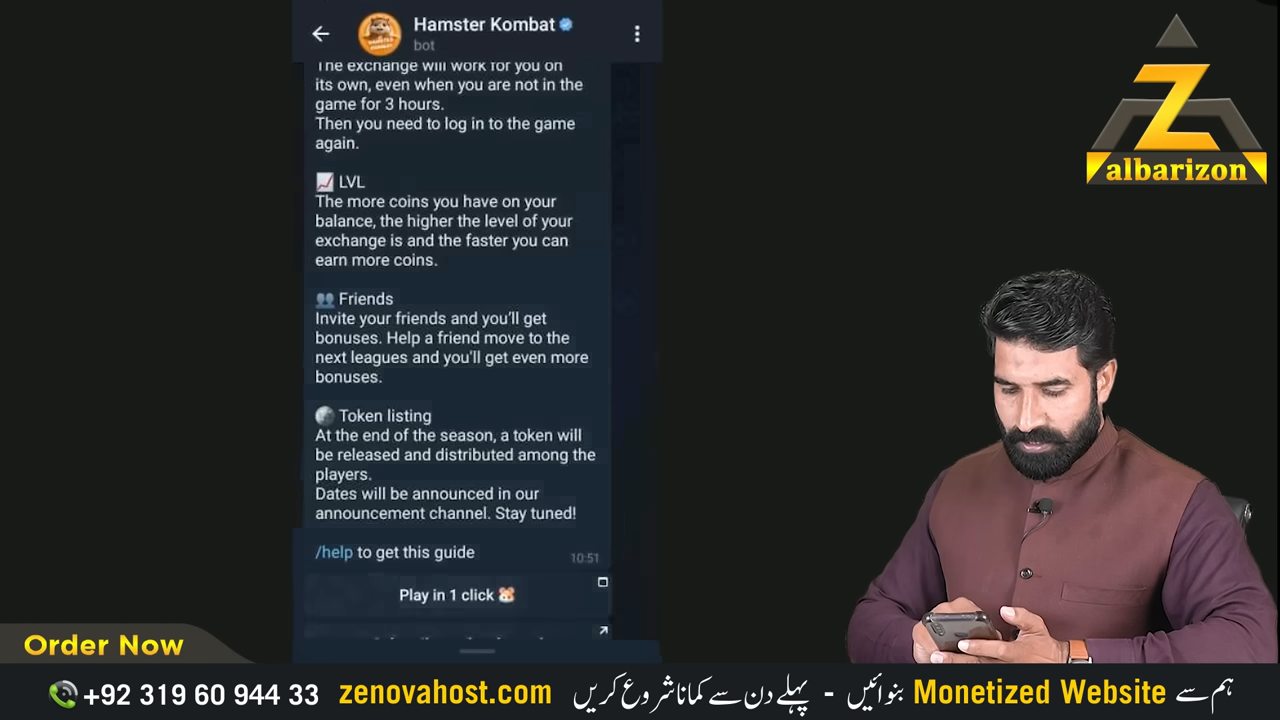 Hamster Kombat
bot
The exchange will work for you on
its own, even when you are not in the
game for 3 hours.
Then you need to log in to the game
again.
📈 LVL
The more coins you have on your
balance, the higher the level of your
exchange is and the faster you can
earn more coins.
👥 Friends
Invite your friends and you'll get
bonuses. Help a friend move to the
next leagues and you'll get even more
bonuses.
🌘 Token listing
At the end of the season, a token will
be released and distributed among the
players.
Dates will be announced in our
announcement channel. Stay tuned!
/help to get this guide
10:51
Play in 1 click 🐹
Z
albarizon
Order Now
+92 319 60 944 33 zenovahost.com ہم سے Monetized Website بنوائیں - پہلے دن سے کمانا شروع کریں